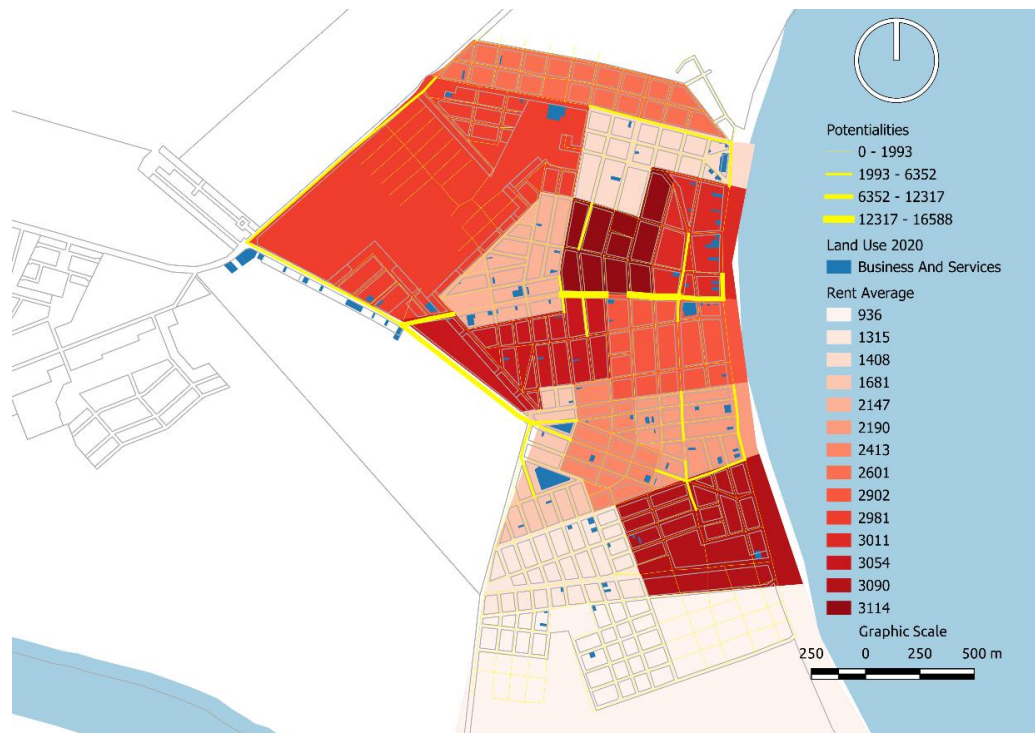 Potentialities
0 - 1993
1993 - 6352
6352 - 12317
12317 - 16588
Land Use 2020
Business And Services
Rent Average
936
1315
1408
1681
2147
2190
2413
2601
2902
2981
3011
3054
3090
3114
Graphic Scale
250 0 250 500 m